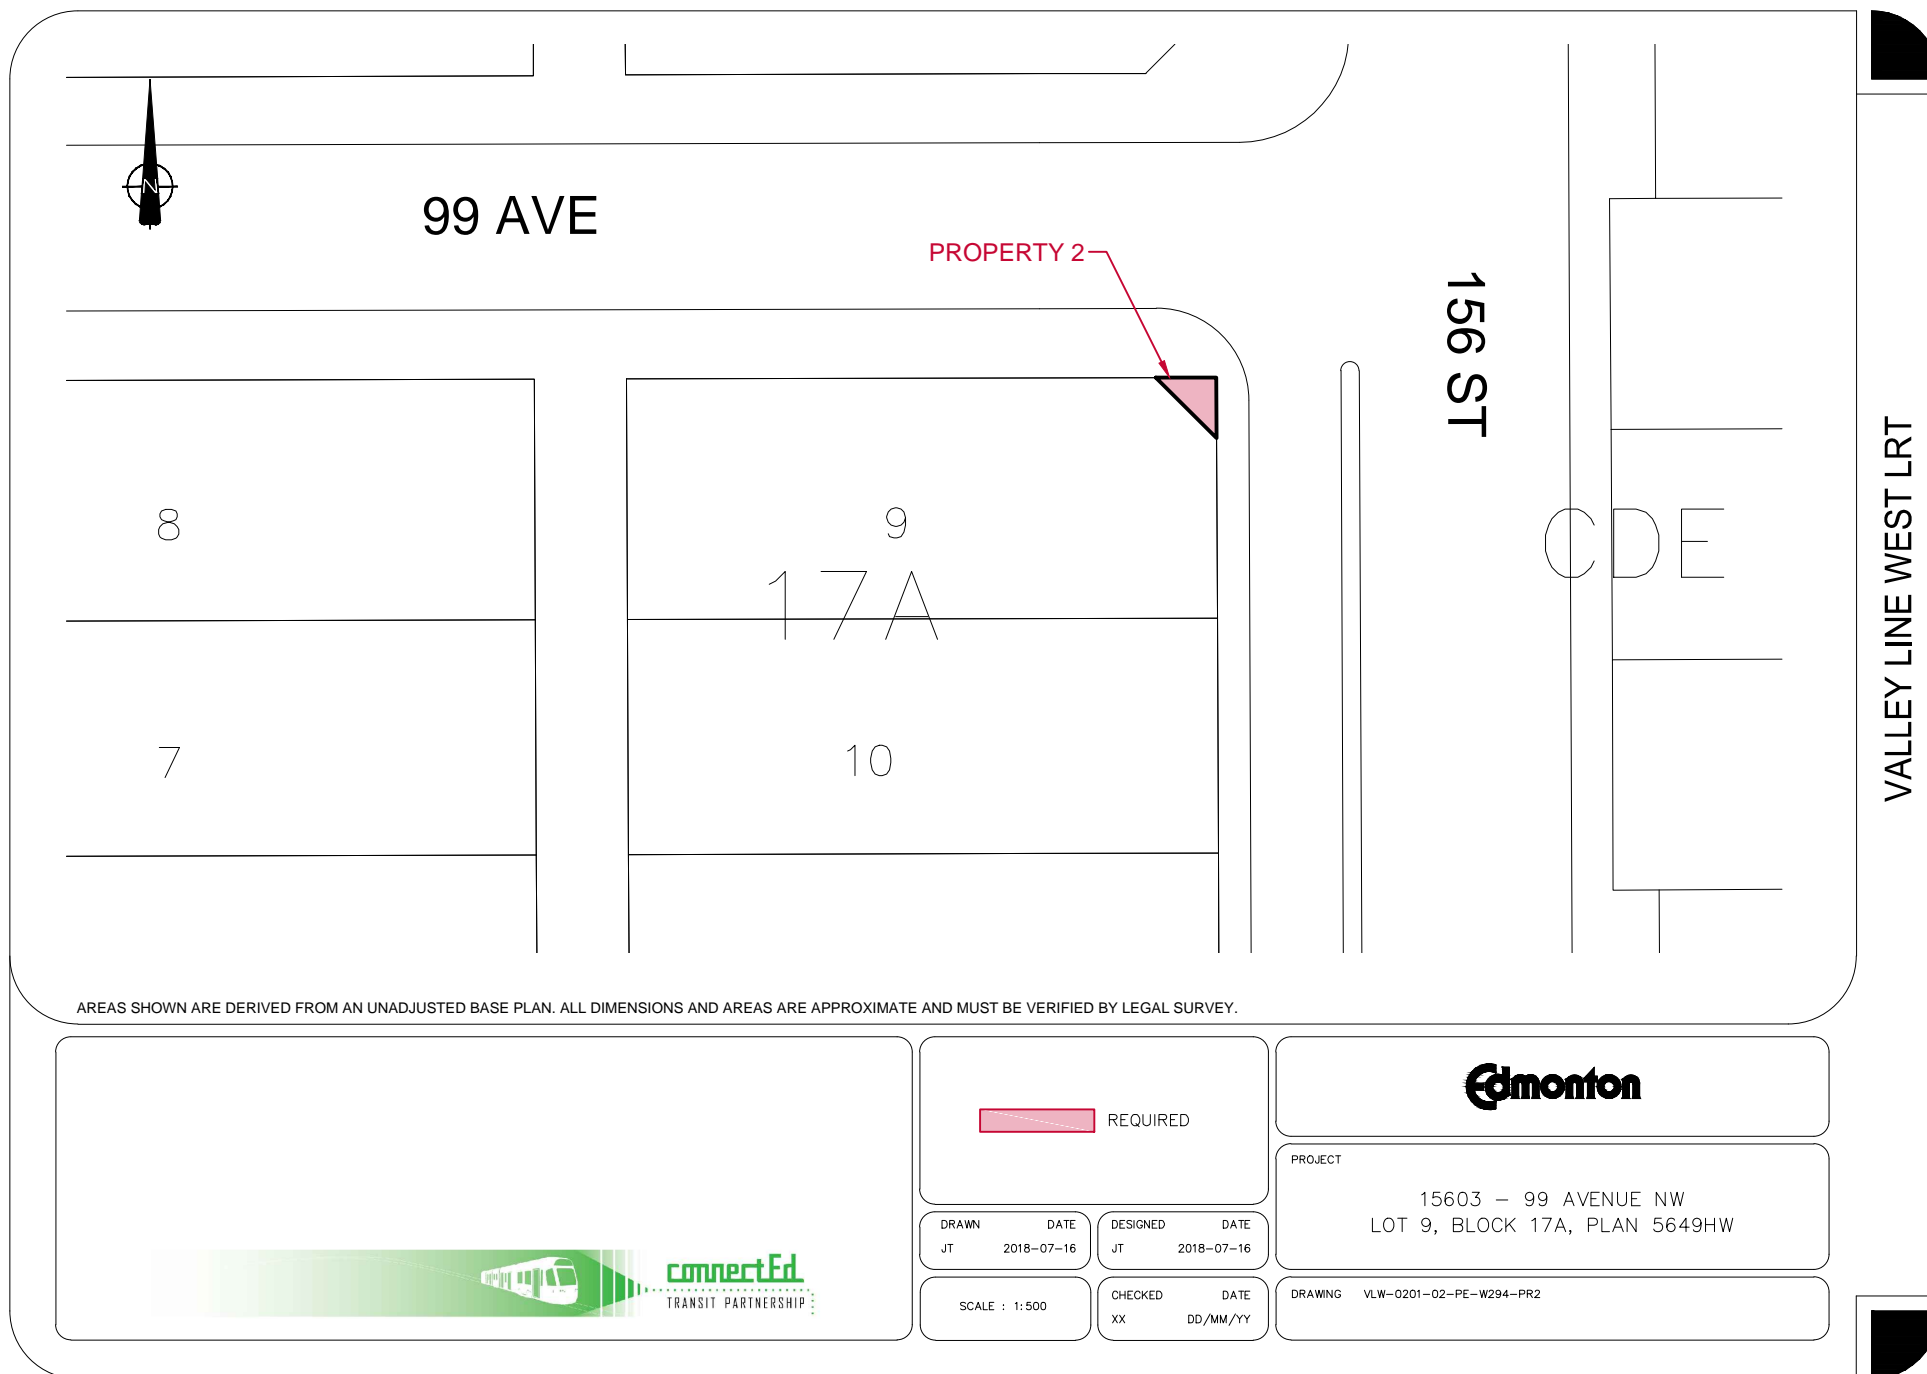 N
99 AVE
PROPERTY 2
156 ST
8
9
17A
CDE
7
10
VALLEY LINE WEST LRT
AREAS SHOWN ARE DERIVED FROM AN UNADJUSTED BASE PLAN. ALL DIMENSIONS AND AREAS ARE APPROXIMATE AND MUST BE VERIFIED BY LEGAL SURVEY.
connectEd
TRANSIT PARTNERSHIP
REQUIRED
DRAWN DATE
JT 2018-07-16
DESIGNED DATE
JT 2018-07-16
SCALE : 1:500
CHECKED DATE
XX DD/MM/YY
Edmonton
PROJECT
15603 - 99 AVENUE NW
LOT 9, BLOCK 17A, PLAN 5649HW
DRAWING VLW-0201-02-PE-W294-PR2